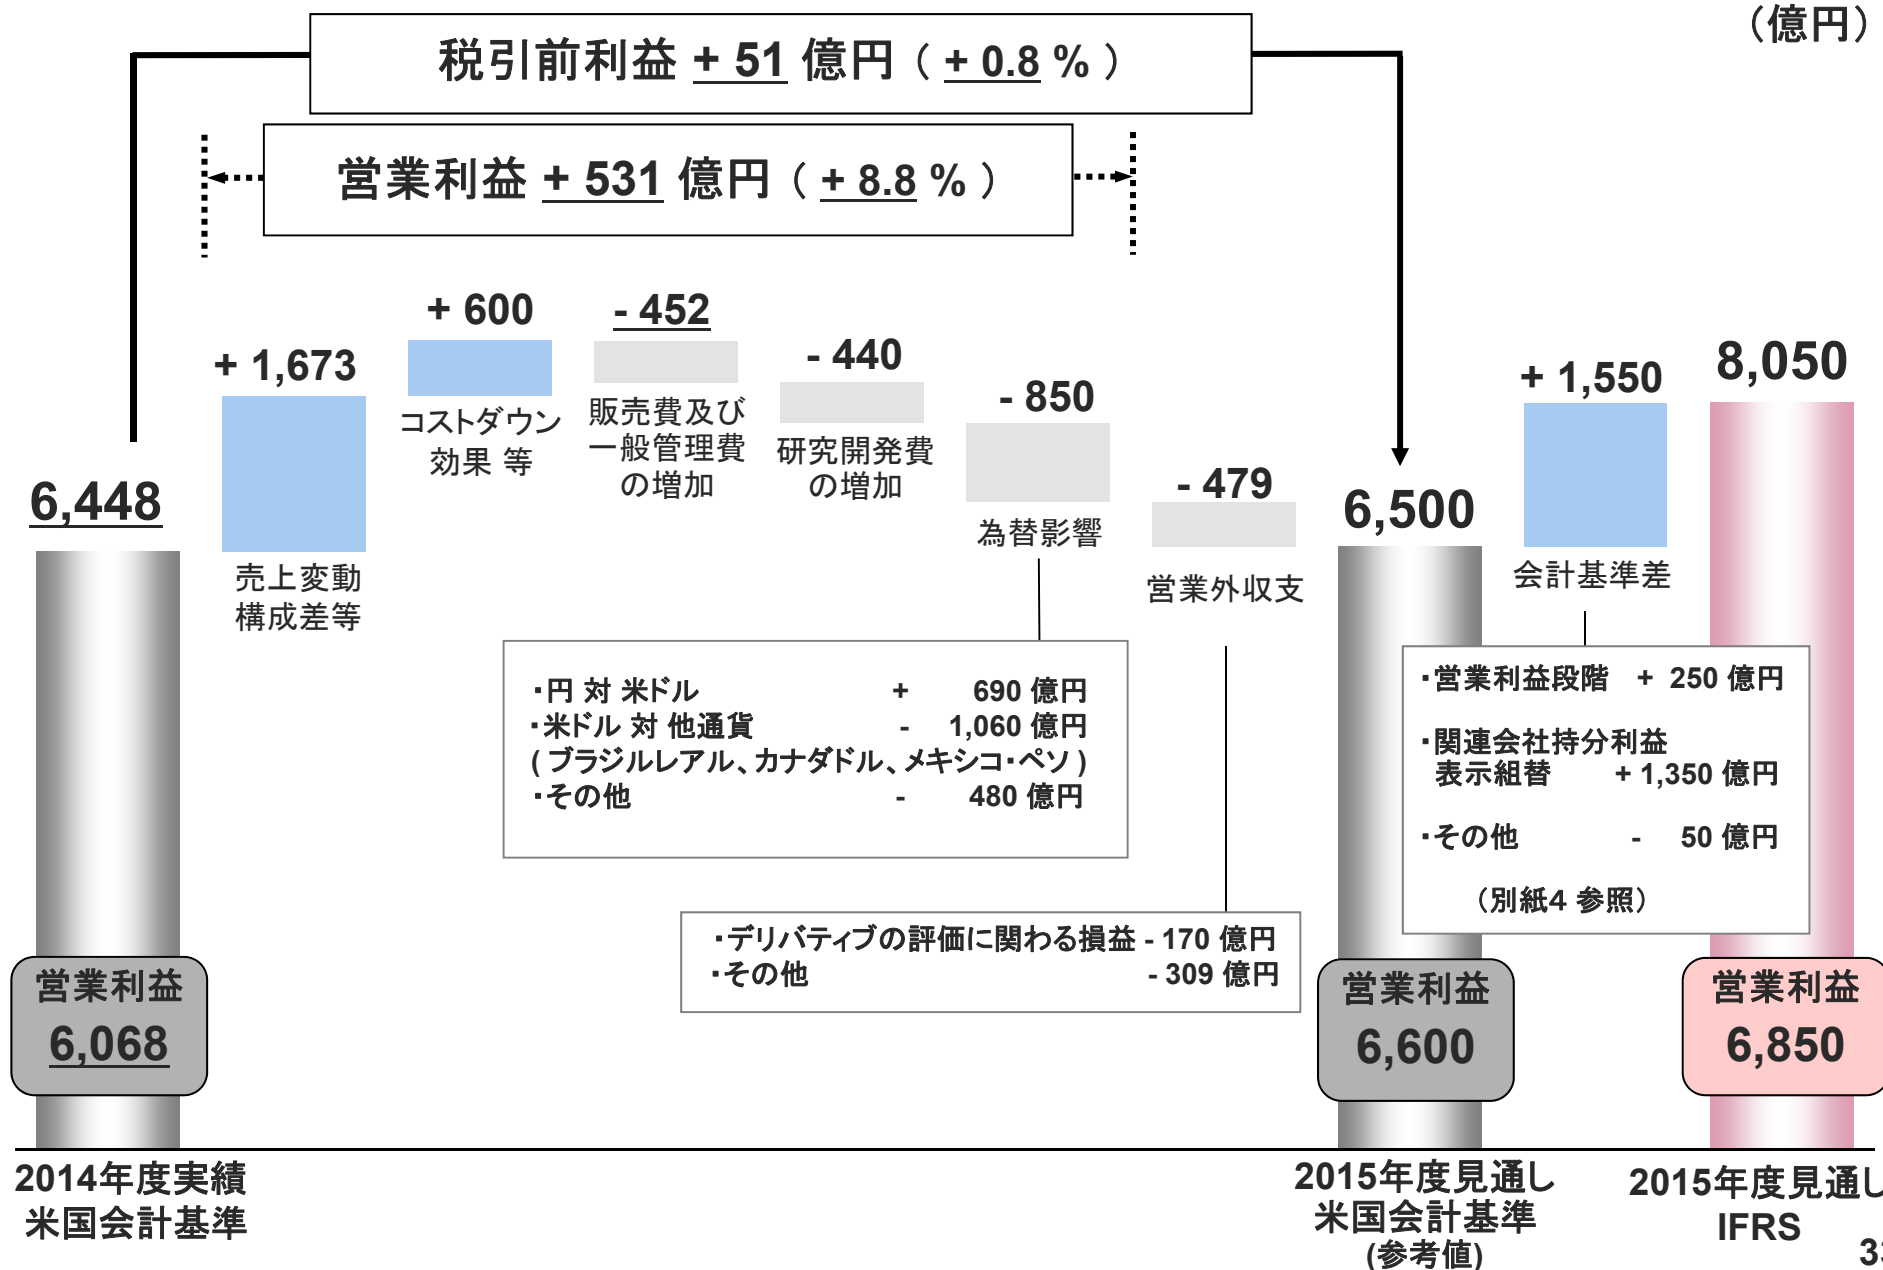 （億円）
税引前利益 + 51 億円（ + 0.8 % ）
営業利益 + 531 億円（ + 8.8 % ）
6,448
+ 1,673
売上変動
構成差等
+ 600
コストダウン
効果 等
- 452
販売費及び
一般管理費
の増加
- 440
研究開発費
の増加
- 850
為替影響
- 479
営業外収支
6,500
+ 1,550
会計基準差
8,050
・円 対 米ドル + 690 億円
・米ドル 対 他通貨 - 1,060 億円
( ブラジルレアル、カナダドル、メキシコ・ペソ )
・その他 - 480 億円
・デリバティブの評価に関わる損益 - 170 億円
・その他 - 309 億円
・営業利益段階 + 250 億円
・関連会社持分利益
表示組替 + 1,350 億円
・その他 - 50 億円
（別紙4 参照）
営業利益
6,068
営業利益
6,600
営業利益
6,850
2014年度実績
米国会計基準
2015年度見通し
米国会計基準
(参考値)
2015年度見通し
IFRS
33